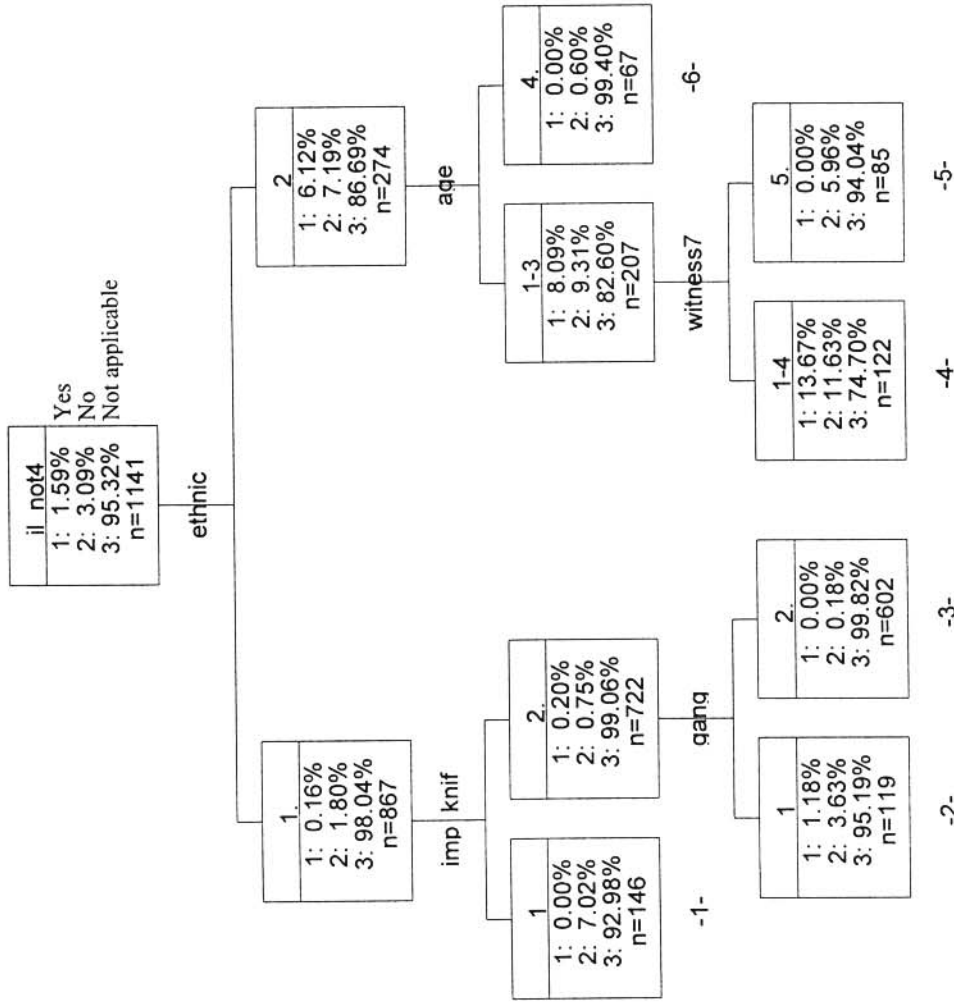 il_not4
1: 1.59% Yes
2: 3.09% No
3: 95.32% Not applicable
n=1141
ethnic
1.
1: 0.16%
2: 1.80%
3: 98.04%
n=867
2
1: 6.12%
2: 7.19%
3: 86.69%
n=274
imp_knif
age
1
1: 0.00%
2: 7.02%
3: 92.98%
n=146
2.
1: 0.20%
2: 0.75%
3: 99.06%
n=722
1-3
1: 8.09%
2: 9.31%
3: 82.60%
n=207
4.
1: 0.00%
2: 0.60%
3: 99.40%
n=67
-1-
gang
witness7
-6-
1
1: 1.18%
2: 3.63%
3: 95.19%
n=119
2.
1: 0.00%
2: 0.18%
3: 99.82%
n=602
1-4
1: 13.67%
2: 11.63%
3: 74.70%
n=122
5.
1: 0.00%
2: 5.96%
3: 94.04%
n=85
-2-
-3-
-4-
-5-